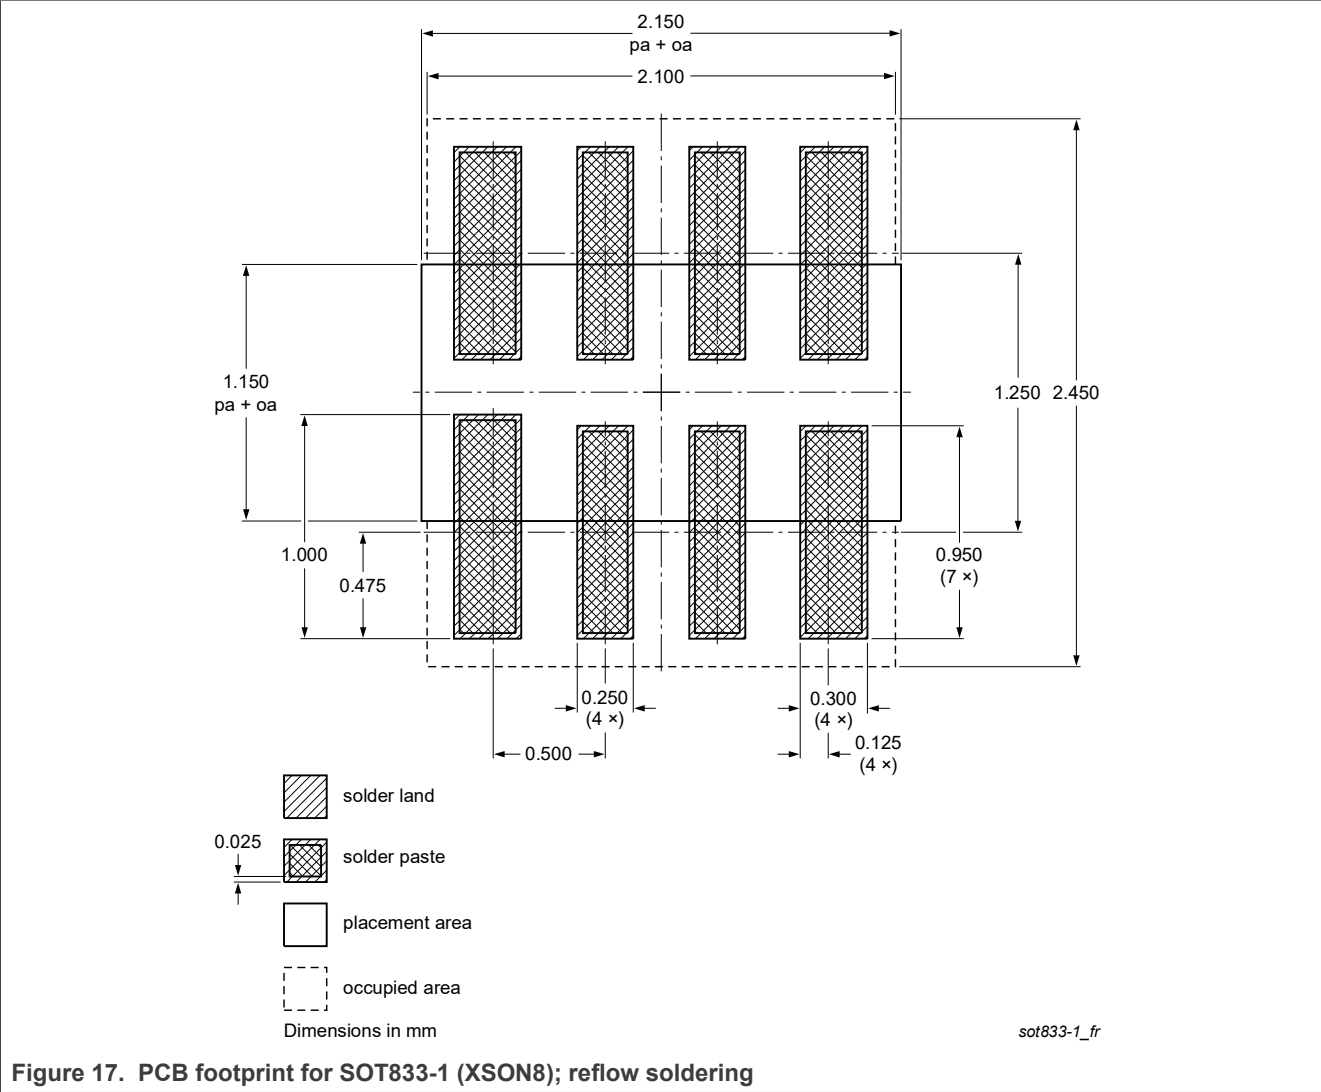 2.150
pa + oa
2.100
1.150
pa + oa
1.250
2.450
1.000
0.475
0.950
(7 ×)
0.250
(4 ×)
0.300
(4 ×)
0.500
0.125
(4 ×)
solder land
0.025
solder paste
placement area
occupied area
Dimensions in mm
sot833-1_fr
Figure 17. PCB footprint for SOT833-1 (XSON8); reflow soldering